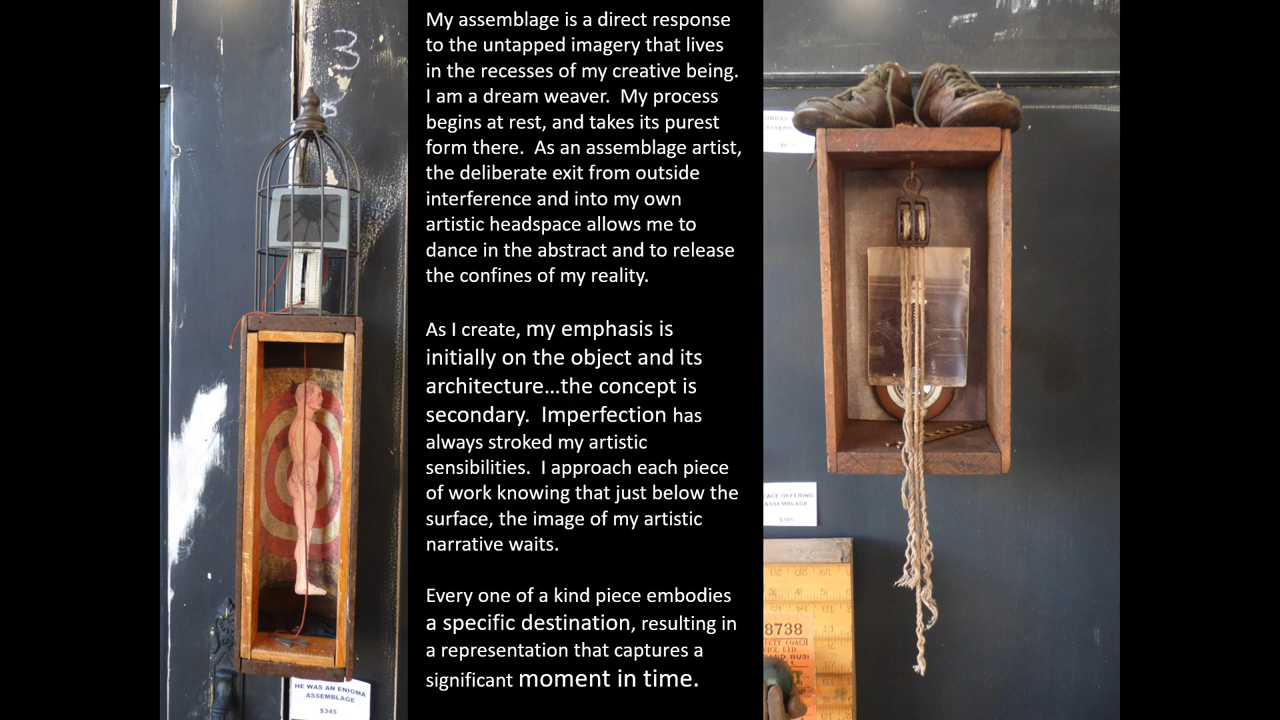 My assemblage is a direct response
to the untapped imagery that lives
in the recesses of my creative being.
I am a dream weaver.  My process
begins at rest, and takes its purest
form there.  As an assemblage artist,
the deliberate exit from outside
interference and into my own
artistic headspace allows me to
dance in the abstract and to release
the confines of my reality.
As I create, my emphasis is
initially on the object and its
architecture…the concept is
secondary.  Imperfection has
always stroked my artistic
sensibilities.  I approach each piece
of work knowing that just below the
surface, the image of my artistic
narrative waits.
Every one of a kind piece embodies
a specific destination, resulting in
a representation that captures a
significant moment in time.
3
HE WAS AN ENIGMA
ASSEMBLAGE
$345
OFFERING
ASSEMBLAGE
$385
8738